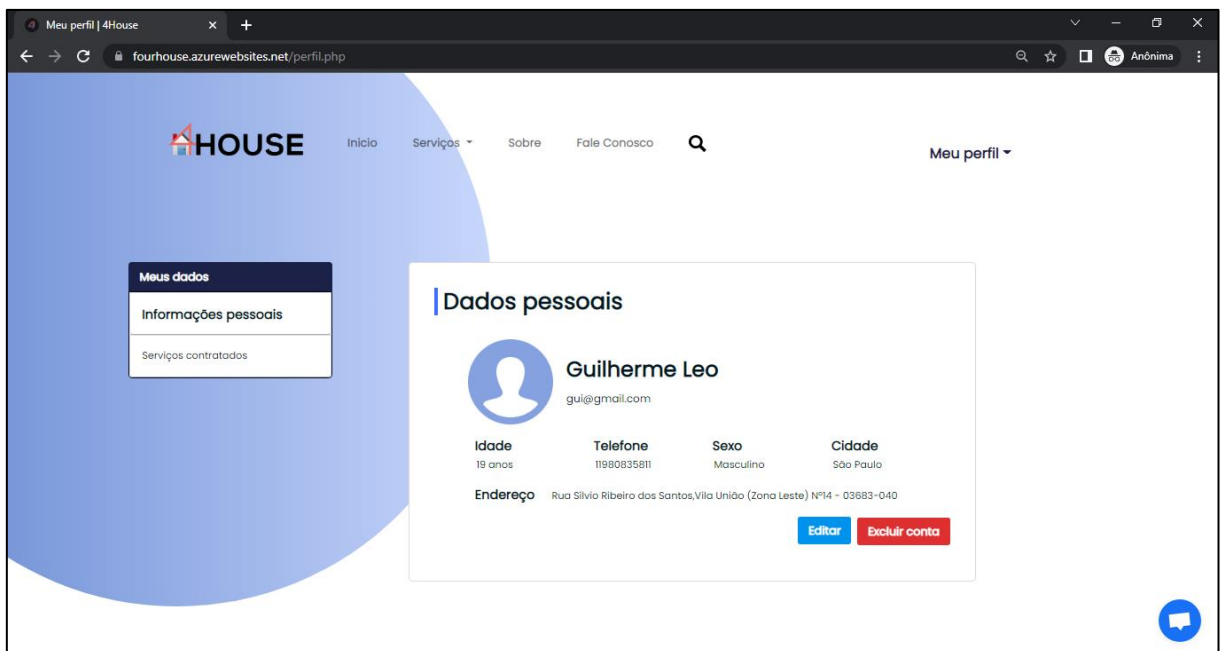 Meu perfil | 4House
fourhouse.azurewebsites.net/perfil.php
Anônima
4HOUSE
Inicio
Serviços
Sobre
Fale Conosco
Meu perfil
Meus dados
Informações pessoais
Serviços contratados
Dados pessoais
Guilherme Leo
gui@gmail.com
Idade Telefone Sexo Cidade
19 anos 11980835811 Masculino São Paulo
Endereço Rua Silvio Ribeiro dos Santos,Vila União (Zona Leste) Nº14 - 03683-040
Editar Excluir conta